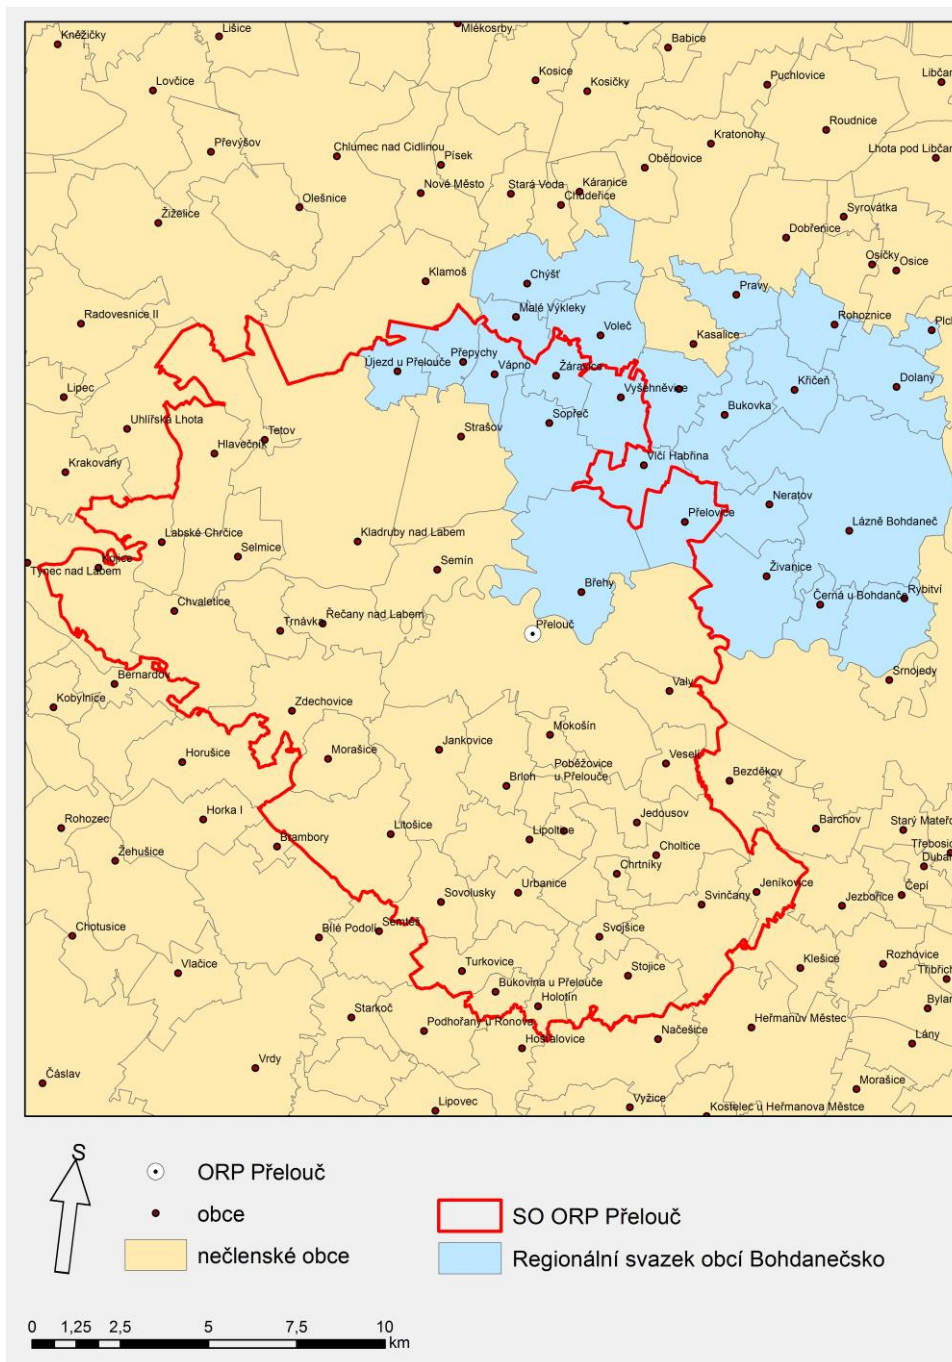 Mlékosrby
Kněžičky
Lišice
Babice
Lovčice
Kosice
Kosičky
Puchlovice
Převýšov
Chlumec nad Cidlinou
Písek
Kratonohy
Roudnice
Obědovice
Lhota pod Libčan
Olešnice
Nové Město
Stará Voda
Káranice
Chudeřice
Žiželice
Dobřenice
Syrovátka
Osičky
Osice
Klamoš
Chýšť
Pravy
Radovesnice II
Malé Výkleky
Voleč
Kasalice
Rohoznice
Újezd u Přelouče
Přepychy
Vápno
Žáravice
Vyšehněvice
Křičeň
Dolany
Lipec
Bukovka
Uhlířská Lhota
Tetov
Strašov
Sopřeč
Hlavečník
Krakovany
Vlčí Habřina
Neratov
Přelovice
Lázně Bohdaneč
Labské Chrčice
Kladruby nad Labem
Selmice
Semín
Kojice
Týnec nad Labem
Živanice
Břehy
Černá u Bohdanče
Rybitví
Chvaletice
Trnávka
Řečany nad Labem
Přelouč
Bernardov
Srnojedy
Valy
Kobylnice
Zdechovice
Mokošín
Horušice
Morašice
Jankovice
Poběžovice
u Přelouče
Veselí
Brloh
Bezděkov
Horka I
Rohozec
Brambory
Litošice
Lipoltice
Jedousov
Barchov
Starý Mateřo
Žehušice
Choltice
Chrtníky
Sovolusky
Urbanice
Svinčany
Jeníkovice
Jezbořice
Čepí
Chotusice
Bílé Podolí
Semtěš
Svojšice
Vlačice
Turkovice
Stojice
Klešice
Rozhovice
Bukovina u Přelouče
Holotín
Starkoč
Podhořany u Ronova
Hošťalovice
Načešice
Heřmanův Městec
Lány
Vrdy
Čáslav
Lipovec
Vyžice
Kostelec u Heřmanova Městce
Morašice
S
ORP Přelouč
obce
SO ORP Přelouč
nečlenské obce
Regionální svazek obcí Bohdanečsko
0 1,25 2,5 5 7,5 10
km